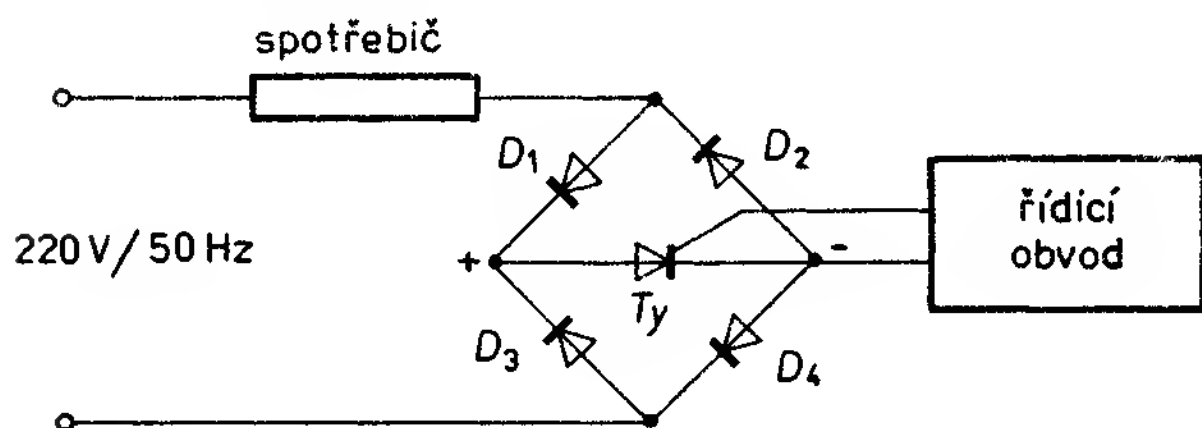 spotřebič
D1
D2
220 V/ 50 Hz
+
-
Ty
řídicí
obvod
D3
D4